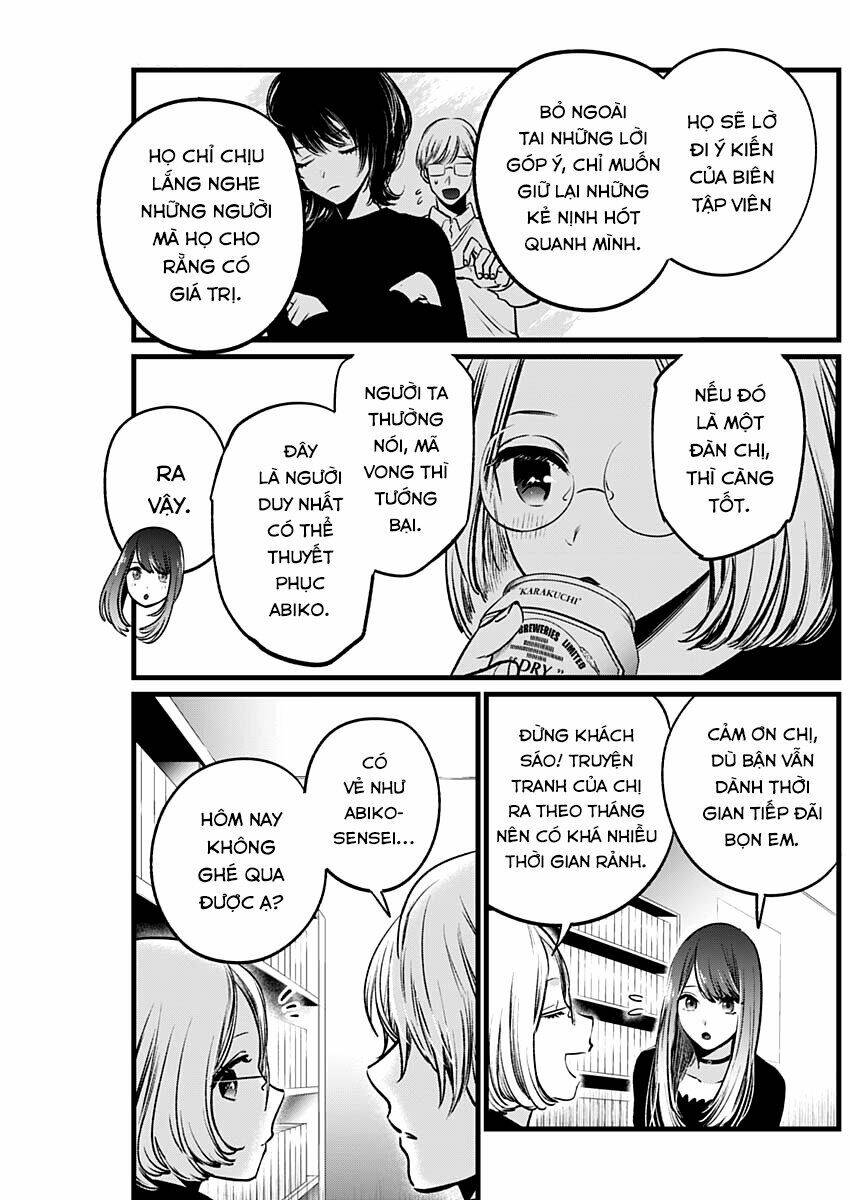 HỌ SẼ LỜ
ĐI Ý KIẾN
CỦA BIÊN
TẬP VIÊN
BỎ NGOÀI
TAI NHỮNG LỜI
GÓP Ý, CHỈ MUỐN
GIỮ LẠI NHỮNG
KẺ NỊNH HÓT
QUANH MÌNH.
HỌ CHỈ CHỊU
LẮNG NGHE
NHỮNG NGƯỜI
MÀ HỌ CHO
RẰNG CÓ
GIÁ TRỊ.
NẾU ĐÓ
LÀ MỘT
ĐÀN CHỊ,
THÌ CÀNG
TỐT.
NGƯỜI TA
THƯỜNG
NÓI, MÃ
VONG THÌ
TƯỚNG
BẠI.
ĐÂY
LÀ NGƯỜI
DUY NHẤT
CÓ THỂ
THUYẾT
PHỤC
ABIKO.
RA
VẬY.
"KARAKUCHI"
BREWERIES LIMITED
"DRY"
CẢM ƠN CHỊ,
DÙ BẬN VẪN
DÀNH THỜI
GIAN TIẾP ĐÃI
BỌN EM.
ĐỪNG KHÁCH
SÁO! TRUYỆN
TRANH CỦA CHỊ
RA THEO THÁNG
NÊN CÓ KHÁ NHIỀU
THỜI GIAN RẢNH.
CÓ
VẺ NHƯ
ABIKO-
SENSEI...
HÔM NAY
KHÔNG
GHÉ QUA
ĐƯỢC Ạ?